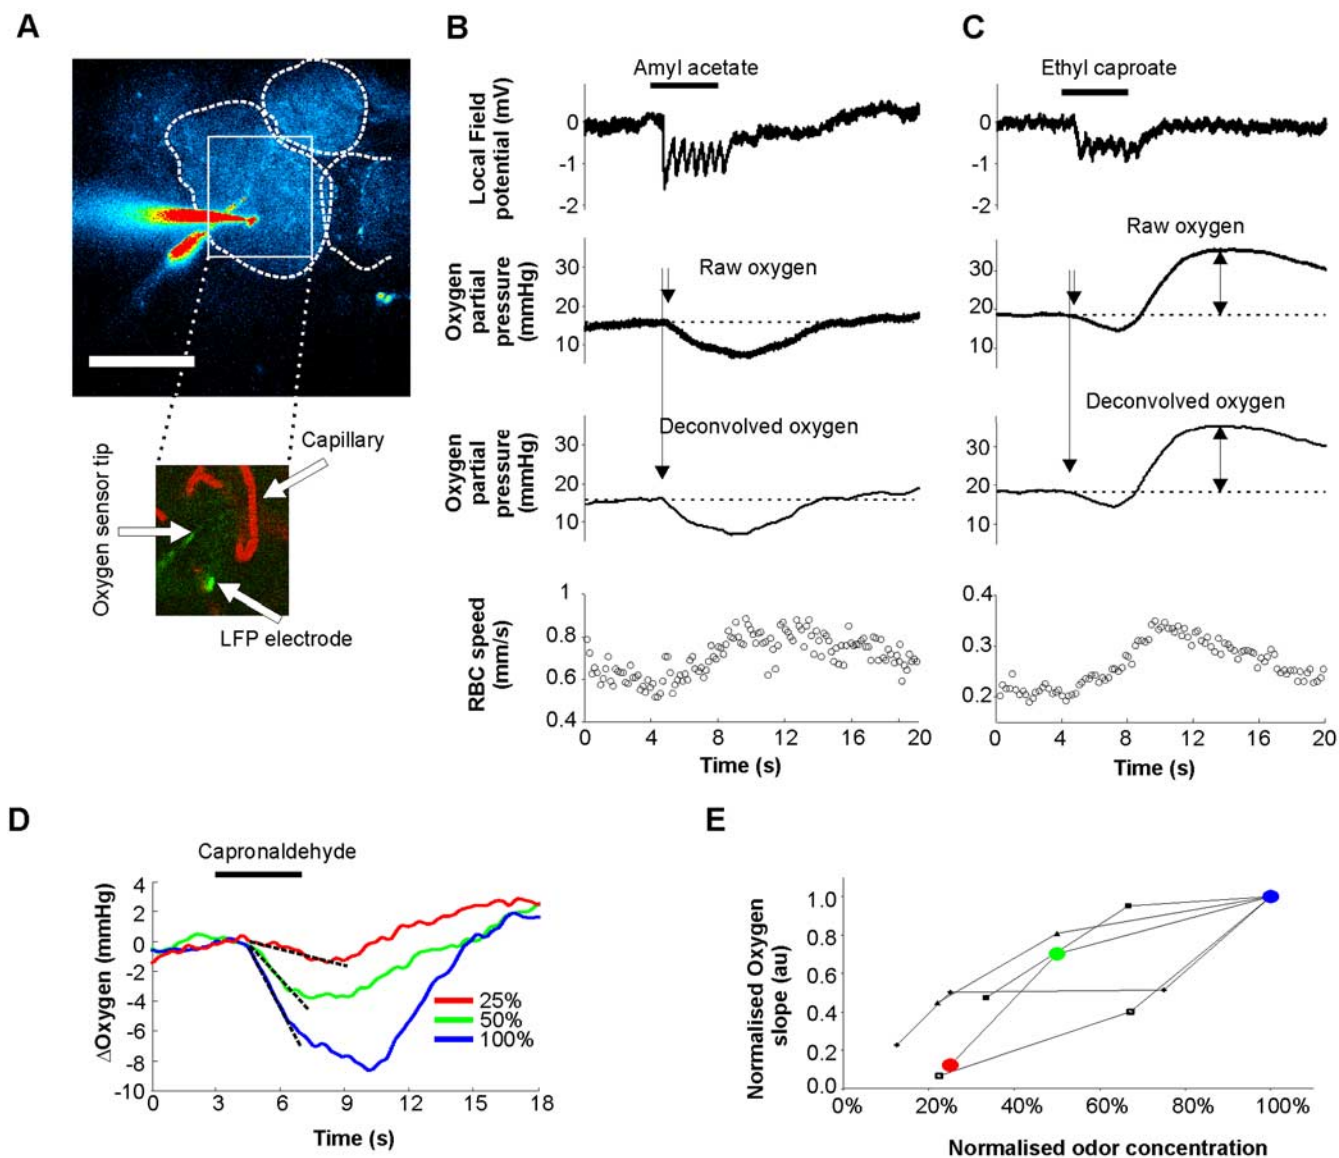 A
Oxygen sensor tip
Capillary
LFP electrode
B
Amyl acetate
Local Field
potential (mV)
0
-1
-2
Raw oxygen
Oxygen
partial
pressure
(mmHg)
30
20
10
Deconvolved oxygen
Oxygen
partial
pressure
(mmHg)
30
20
10
RBC speed
(mm/s)
1
0.8
0.6
0.4
0 4 8 12 16 20
Time (s)
C
Ethyl caproate
0
-1
-2
Raw oxygen
30
20
10
Deconvolved oxygen
30
20
10
0.4
0.3
0.2
0 4 8 12 16 20
Time (s)
D
Capronaldehyde
ΔOxygen (mmHg)
4
2
0
-2
-4
-6
-8
-10
25%
50%
100%
0 3 6 9 12 15 18
Time (s)
E
Normalised Oxygen
slope (au)
1.0
0.8
0.6
0.4
0.2
0.0
0% 20% 40% 60% 80% 100%
Normalised odor concentration